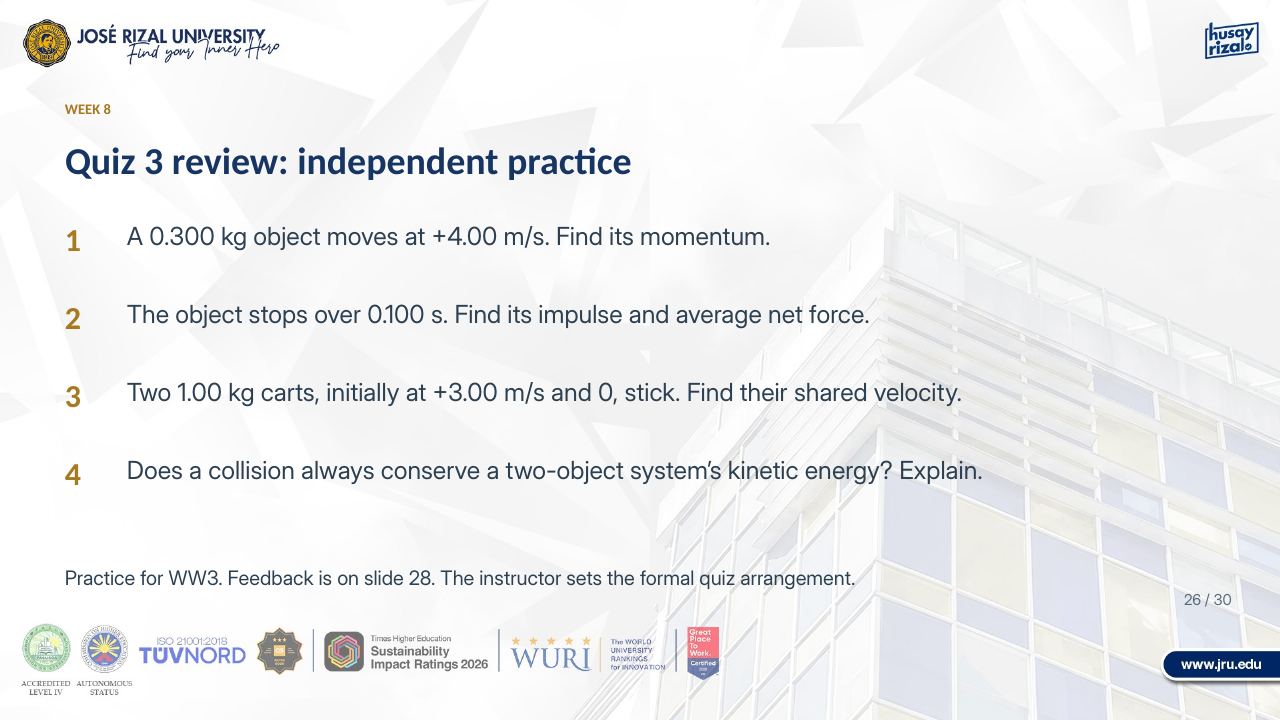 JOSÉ RIZAL UNIVERSITY
Find your Inner Hero
husay
rizal
WEEK 8
Quiz 3 review: independent practice
1 A 0.300 kg object moves at +4.00 m/s. Find its momentum.
2 The object stops over 0.100 s. Find its impulse and average net force.
3 Two 1.00 kg carts, initially at +3.00 m/s and 0, stick. Find their shared velocity.
4 Does a collision always conserve a two-object system’s kinetic energy? Explain.
Practice for WW3. Feedback is on slide 28. The instructor sets the formal quiz arrangement.
26 / 30
ACCREDITED
LEVEL IV
AUTONOMOUS
STATUS
ISO 21001:2018
TÜVNORD
Times Higher Education
Sustainability
Impact Ratings 2026
WURI
The WORLD
UNIVERSITY
RANKINGS
for INNOVATION
Great
Place
To
Work.
Certified
www.jru.edu